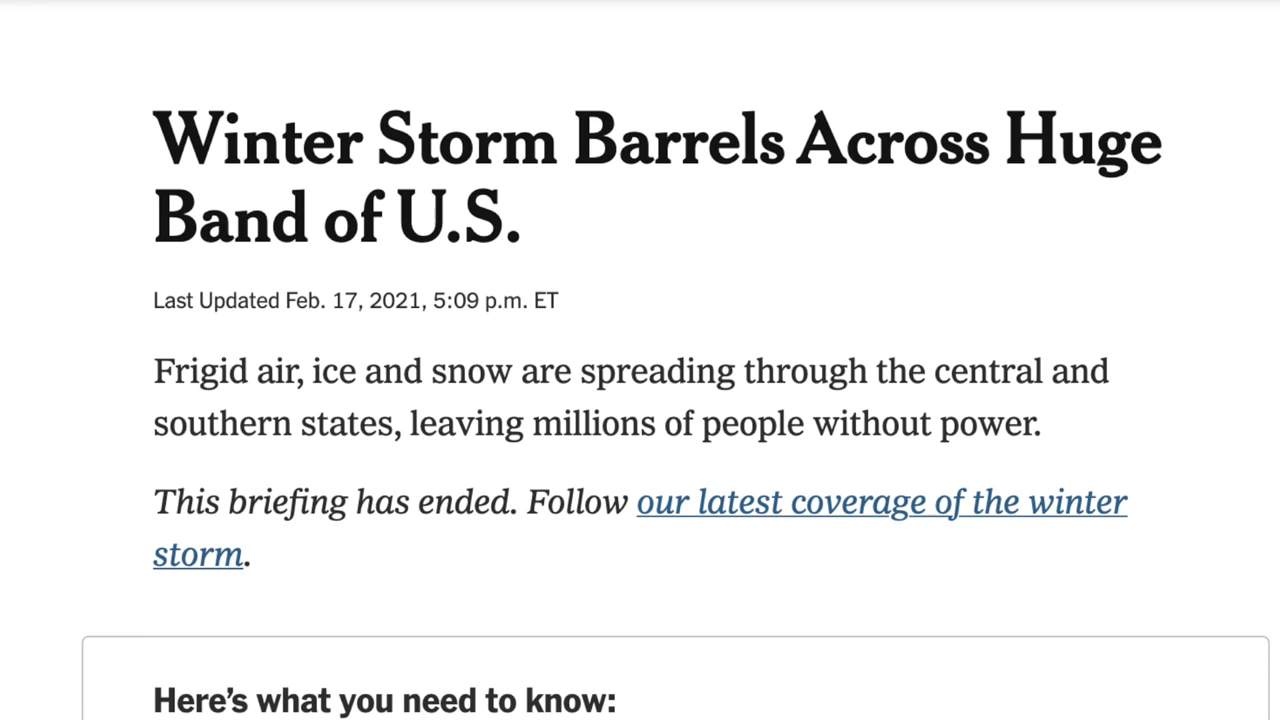 Winter Storm Barrels Across Huge
Band of U.S.
Last Updated Feb. 17, 2021, 5:09 p.m. ET
Frigid air, ice and snow are spreading through the central and
southern states, leaving millions of people without power.
This briefing has ended. Follow our latest coverage of the winter
storm.
Here’s what you need to know: